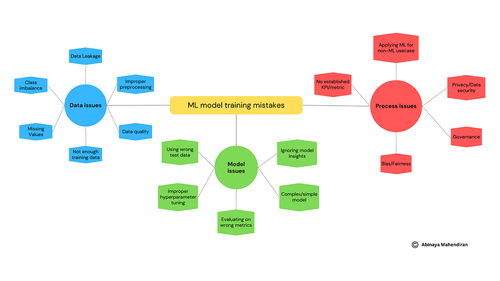 ML model training mistakes
Data issues
Data Leakage
Class
imbalance
Improper
preprocessing
Missing
Values
Data quality
Not enough
training data
Model
issues
Using wrong
test data
Ignoring model
insights
Improper
hyperparameter
tuning
Complex/simple
model
Evaluating on
wrong metrics
Process issues
Applying ML for
non-ML usecase
No established
KPI/metric
Privacy/Data
security
Governance
Bias/Fairness
© Abinaya Mahendiran